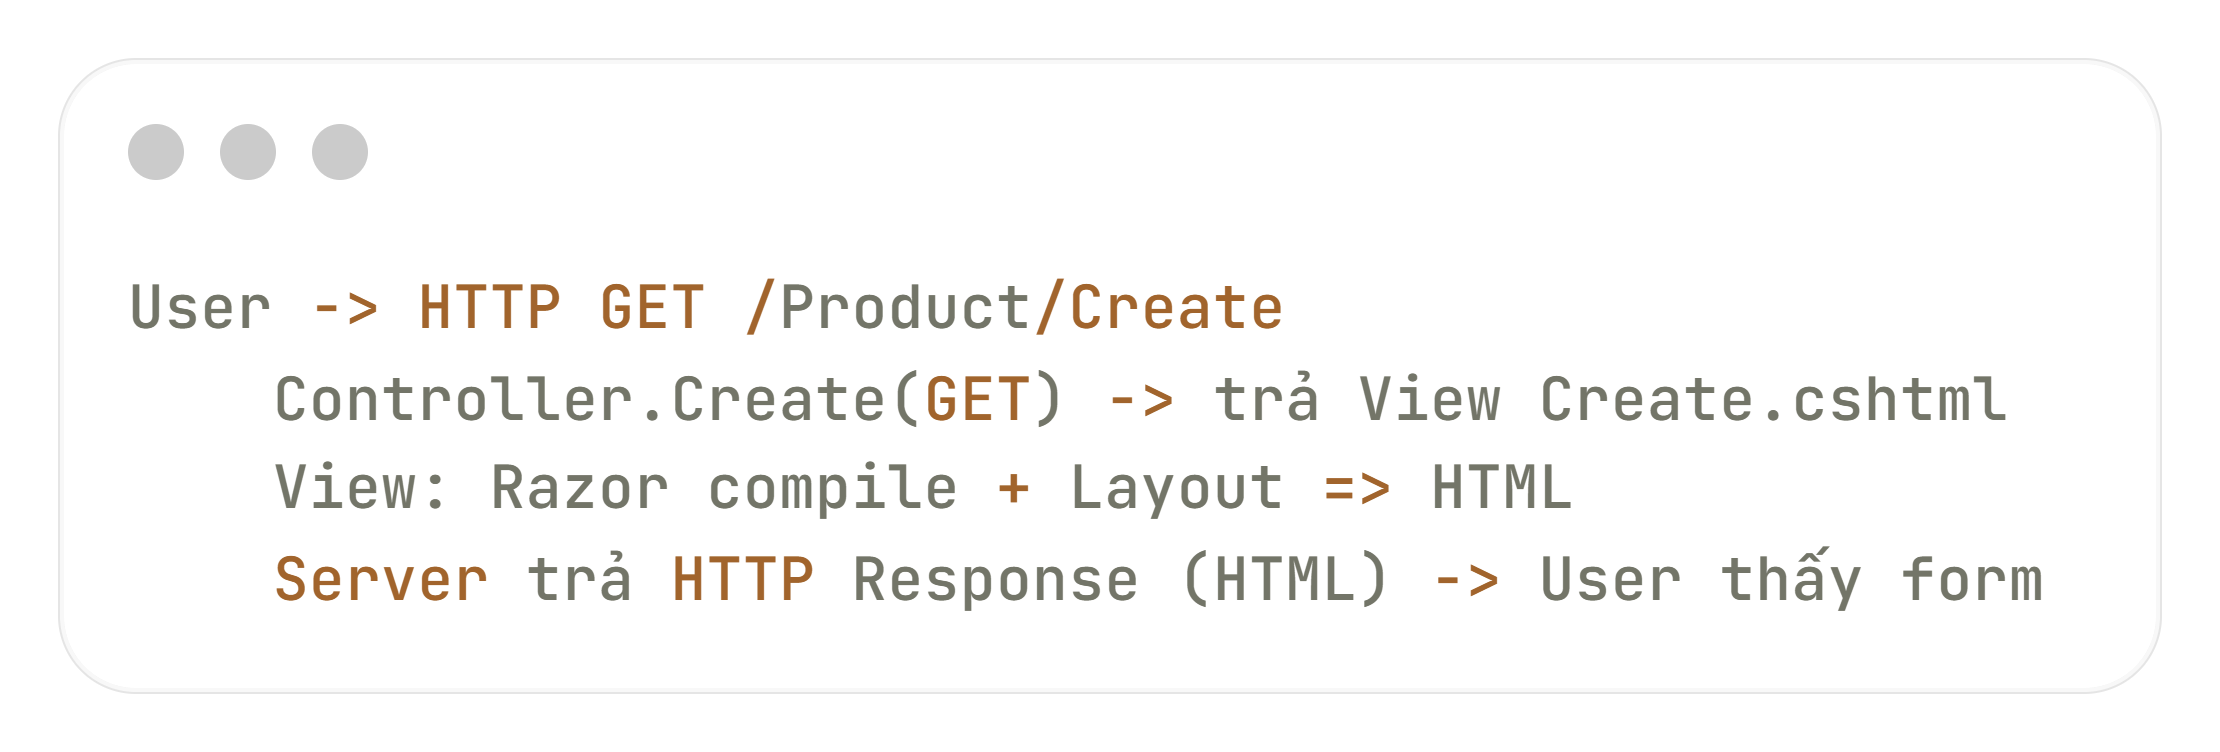 User -> HTTP GET /Product/Create
Controller.Create(GET) -> trả View Create.cshtml
View: Razor compile + Layout => HTML
Server trả HTTP Response (HTML) -> User thấy form